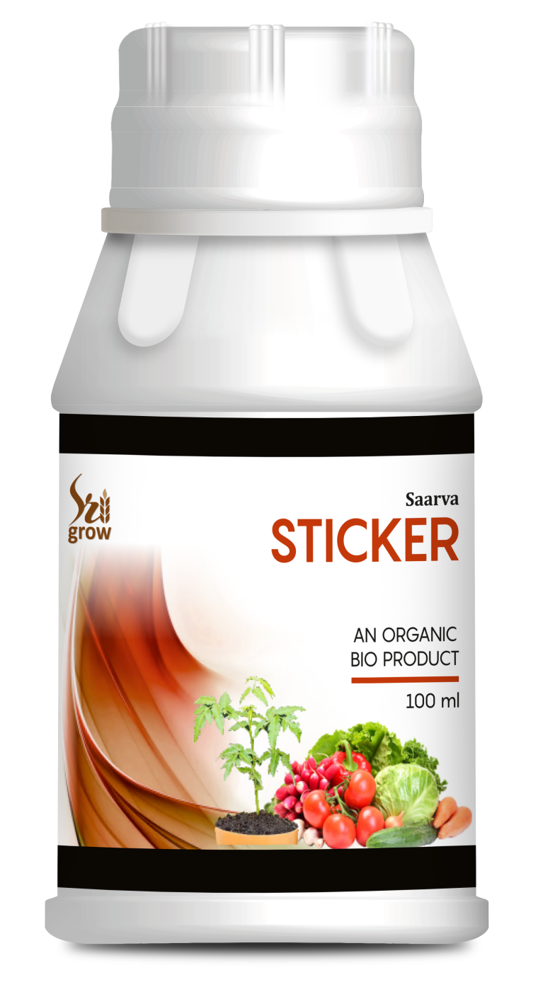 Sri
grow
Saarva
STICKER
AN ORGANIC
BIO PRODUCT
100 ml